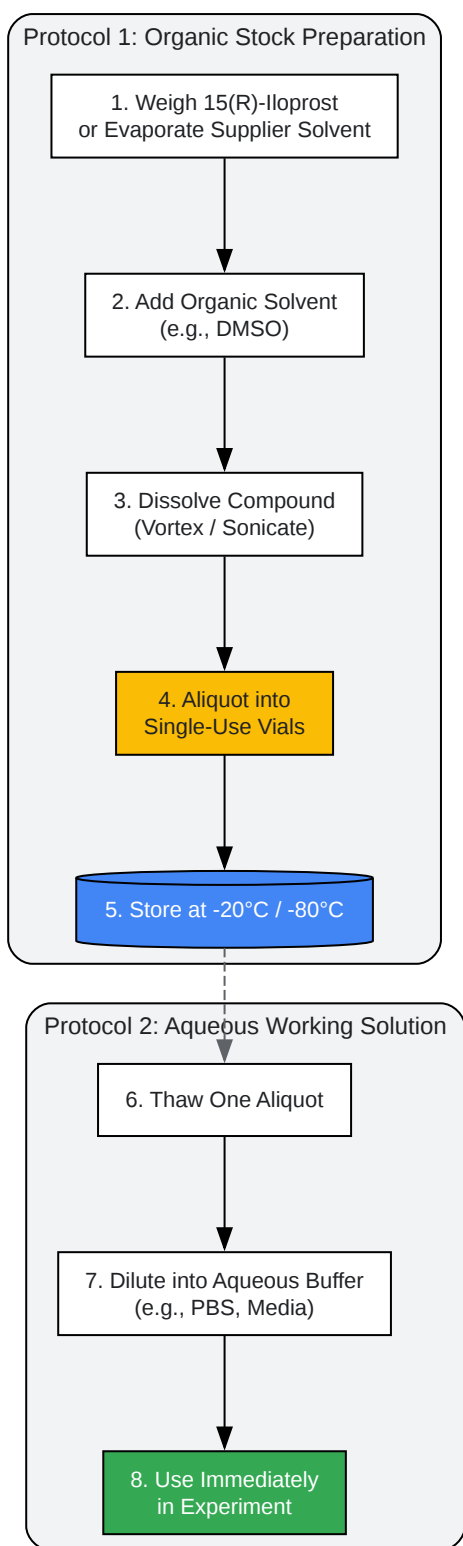 Protocol 1: Organic Stock Preparation
1. Weigh 15(R)-Iloprost
or Evaporate Supplier Solvent
2. Add Organic Solvent
(e.g., DMSO)
3. Dissolve Compound
(Vortex / Sonicate)
4. Aliquot into
Single-Use Vials
5. Store at -20°C / -80°C
Protocol 2: Aqueous Working Solution
6. Thaw One Aliquot
7. Dilute into Aqueous Buffer
(e.g., PBS, Media)
8. Use Immediately
in Experiment